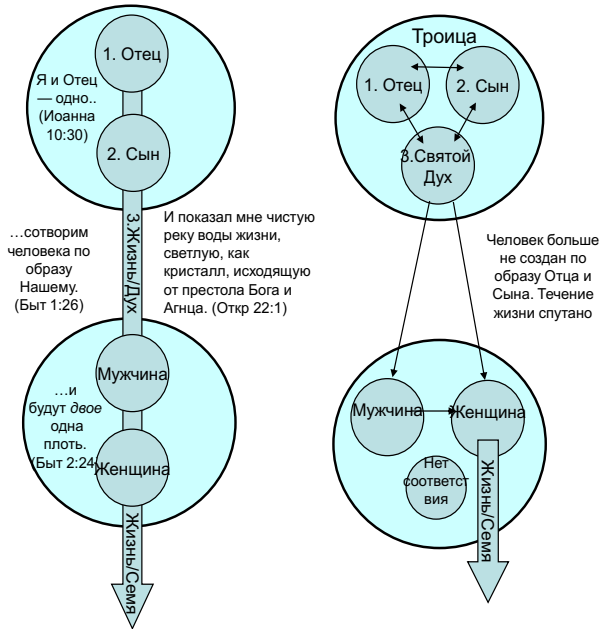 1. Отец
Я и Отец
— одно..
(Иоанна
10:30)
2. Сын
3.Жизнь/Дух
…сотворим
человека по
образу
Нашему.
(Быт 1:26)
И показал мне чистую
реку воды жизни,
светлую, как
кристалл, исходящую
от престола Бога и
Агнца. (Откр 22:1)
Мужчина
…и
будут двое
одна
плоть.
(Быт 2:24)
Женщина
Жизнь/Семя
Троица
1. Отец
2. Сын
3.Святой
Дух
Человек больше
не создан по
образу Отца и
Сына. Течение
жизни спутано
Мужчина
Женщина
Нет
соответст
вия
Жизнь/Семя